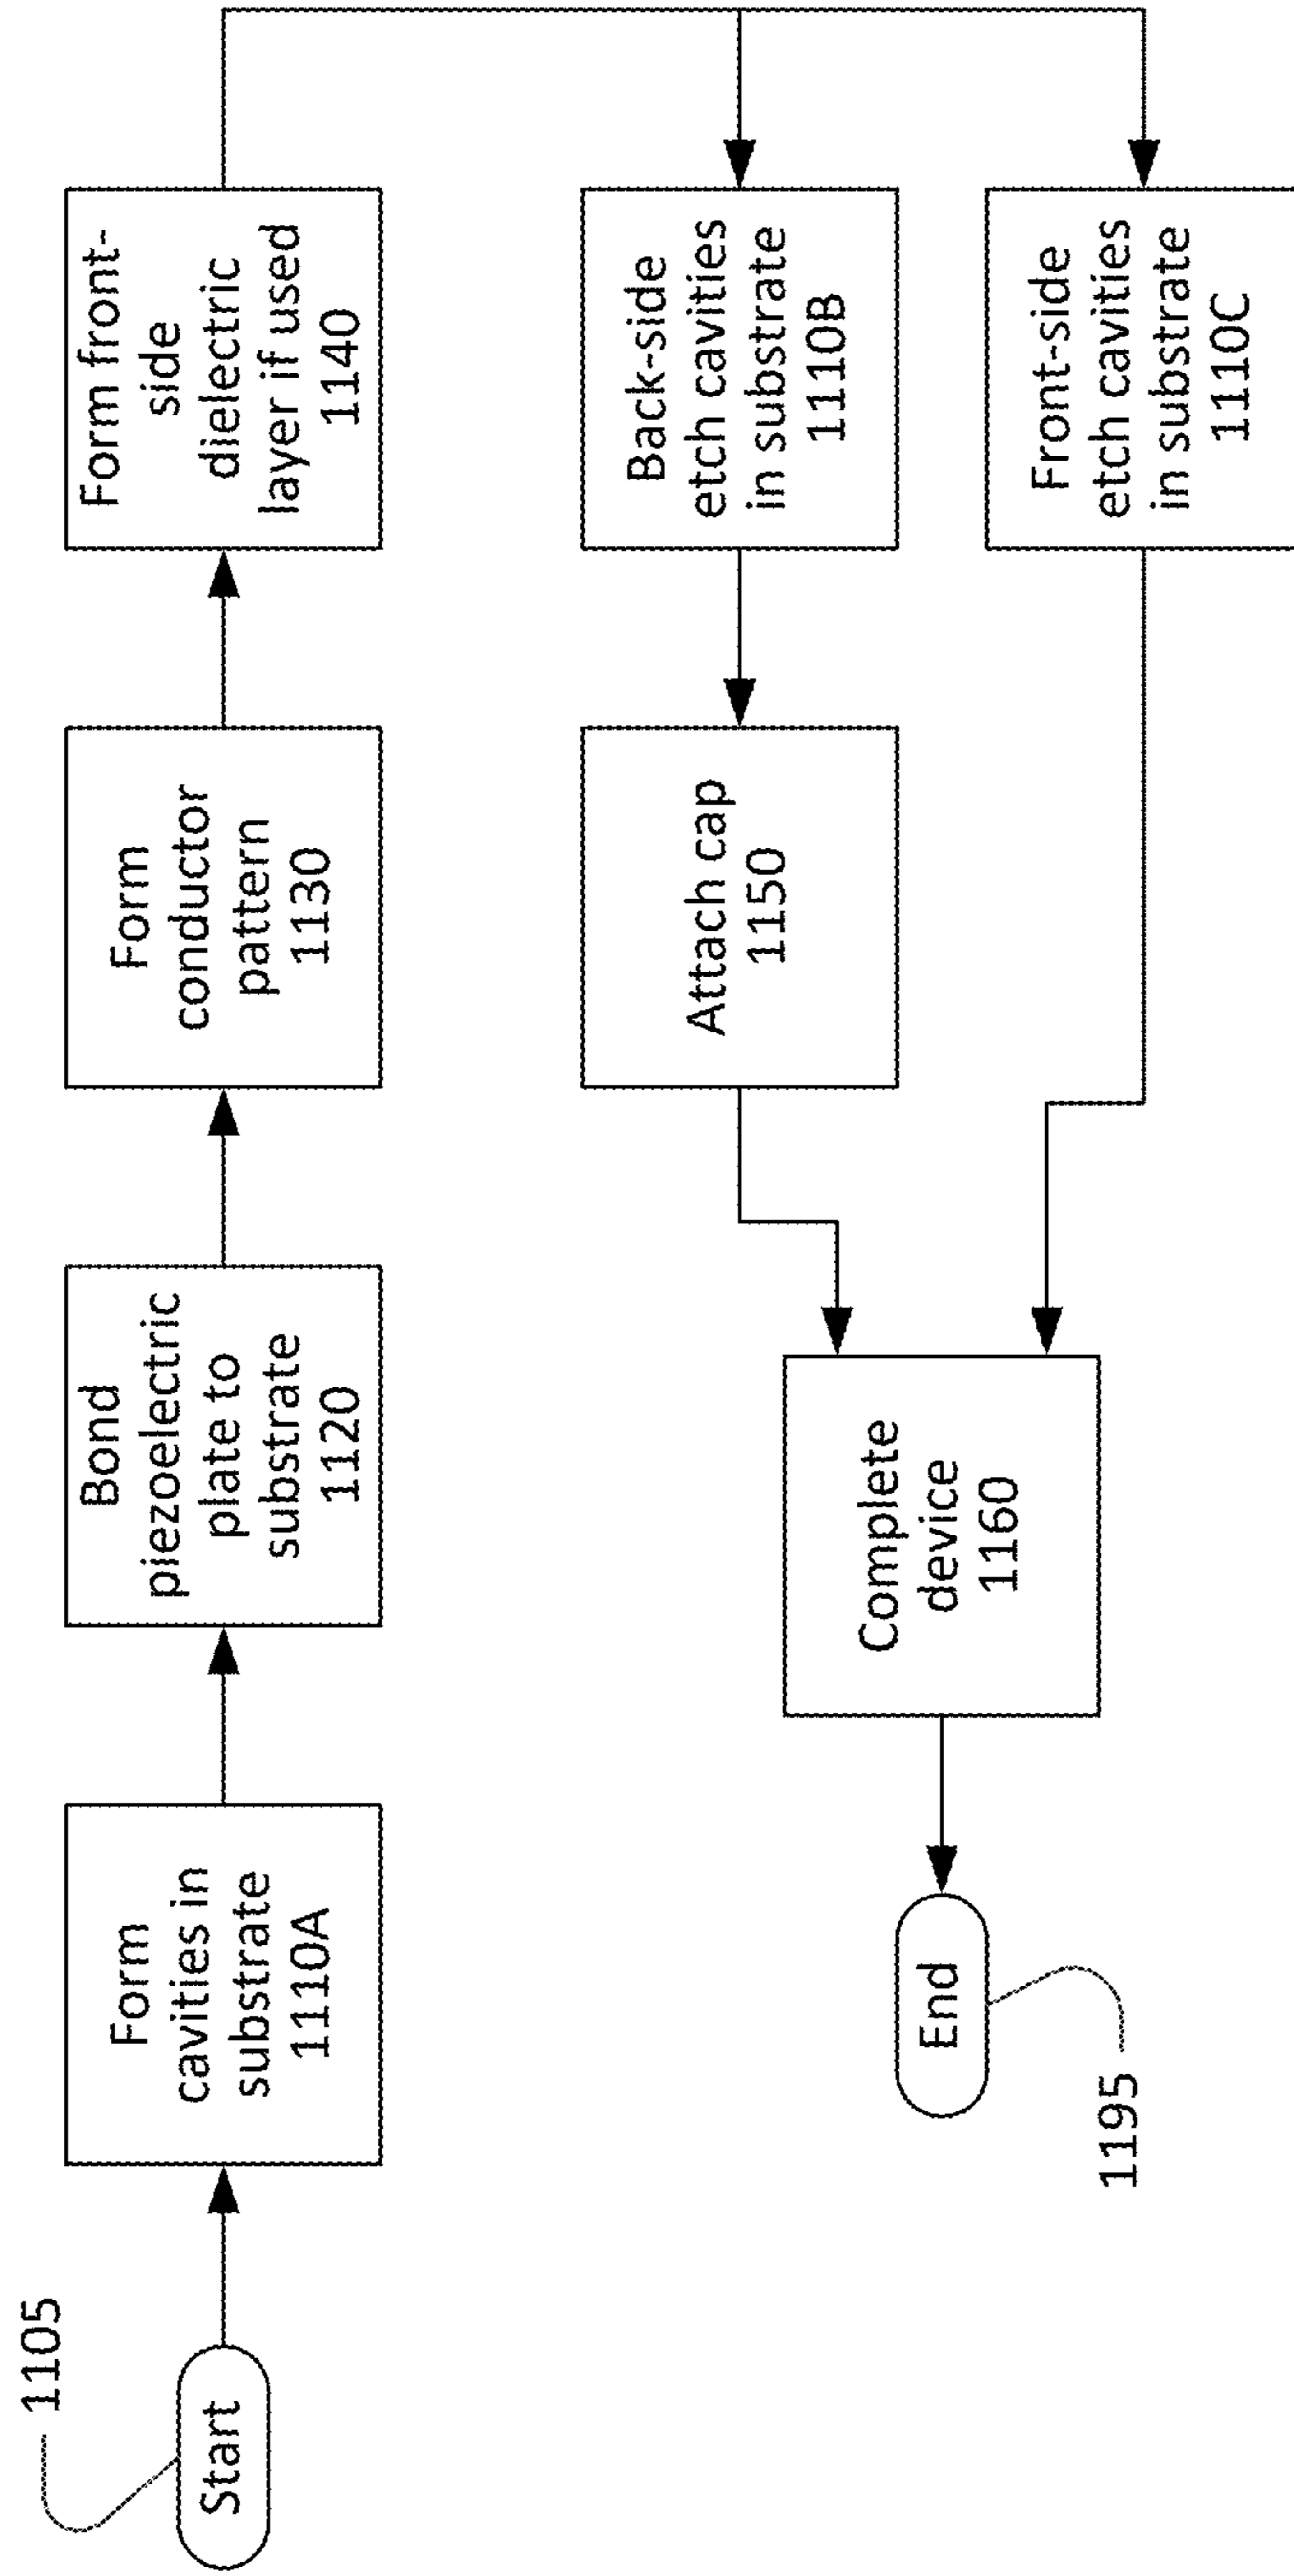 1105
Start
Form
cavities in
substrate
1110A
Bond
piezoelectric
plate to
substrate
1120
Form
conductor
pattern
1130
Form front-
side
dielectric
layer if used
1140
Back-side
etch cavities
in substrate
1110B
Attach cap
1150
Front-side
etch cavities
in substrate
1110C
Complete
device
1160
End
1195